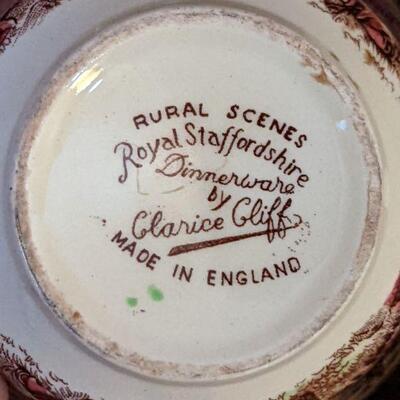 RURAL SCENES
Royal Staffordshire
Dinnerware
by
Clarice Cliff
MADE IN ENGLAND